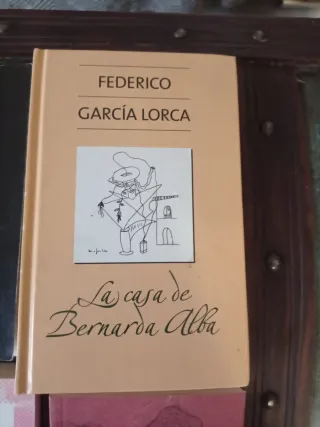 FEDERICO
GARCÍA LORCA
La casa de
Bernarda Alba